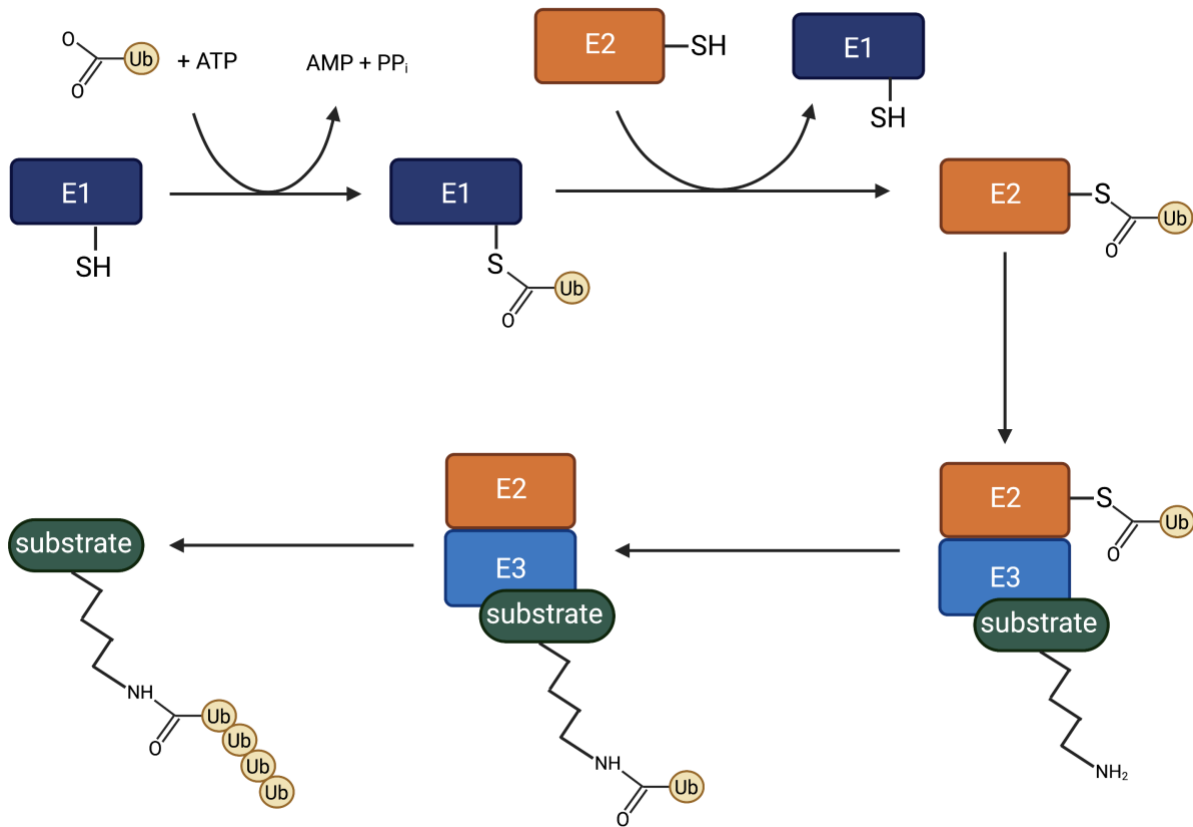 O
O
Ub
+ ATP
AMP + PPᵢ
E2
SH
E1
SH
E1
SH
E1
S
O
Ub
E2
S
O
Ub
E2
S
O
Ub
E3
substrate
NH₂
E2
E3
substrate
NH
O
Ub
substrate
NH
O
Ub
Ub
Ub
Ub